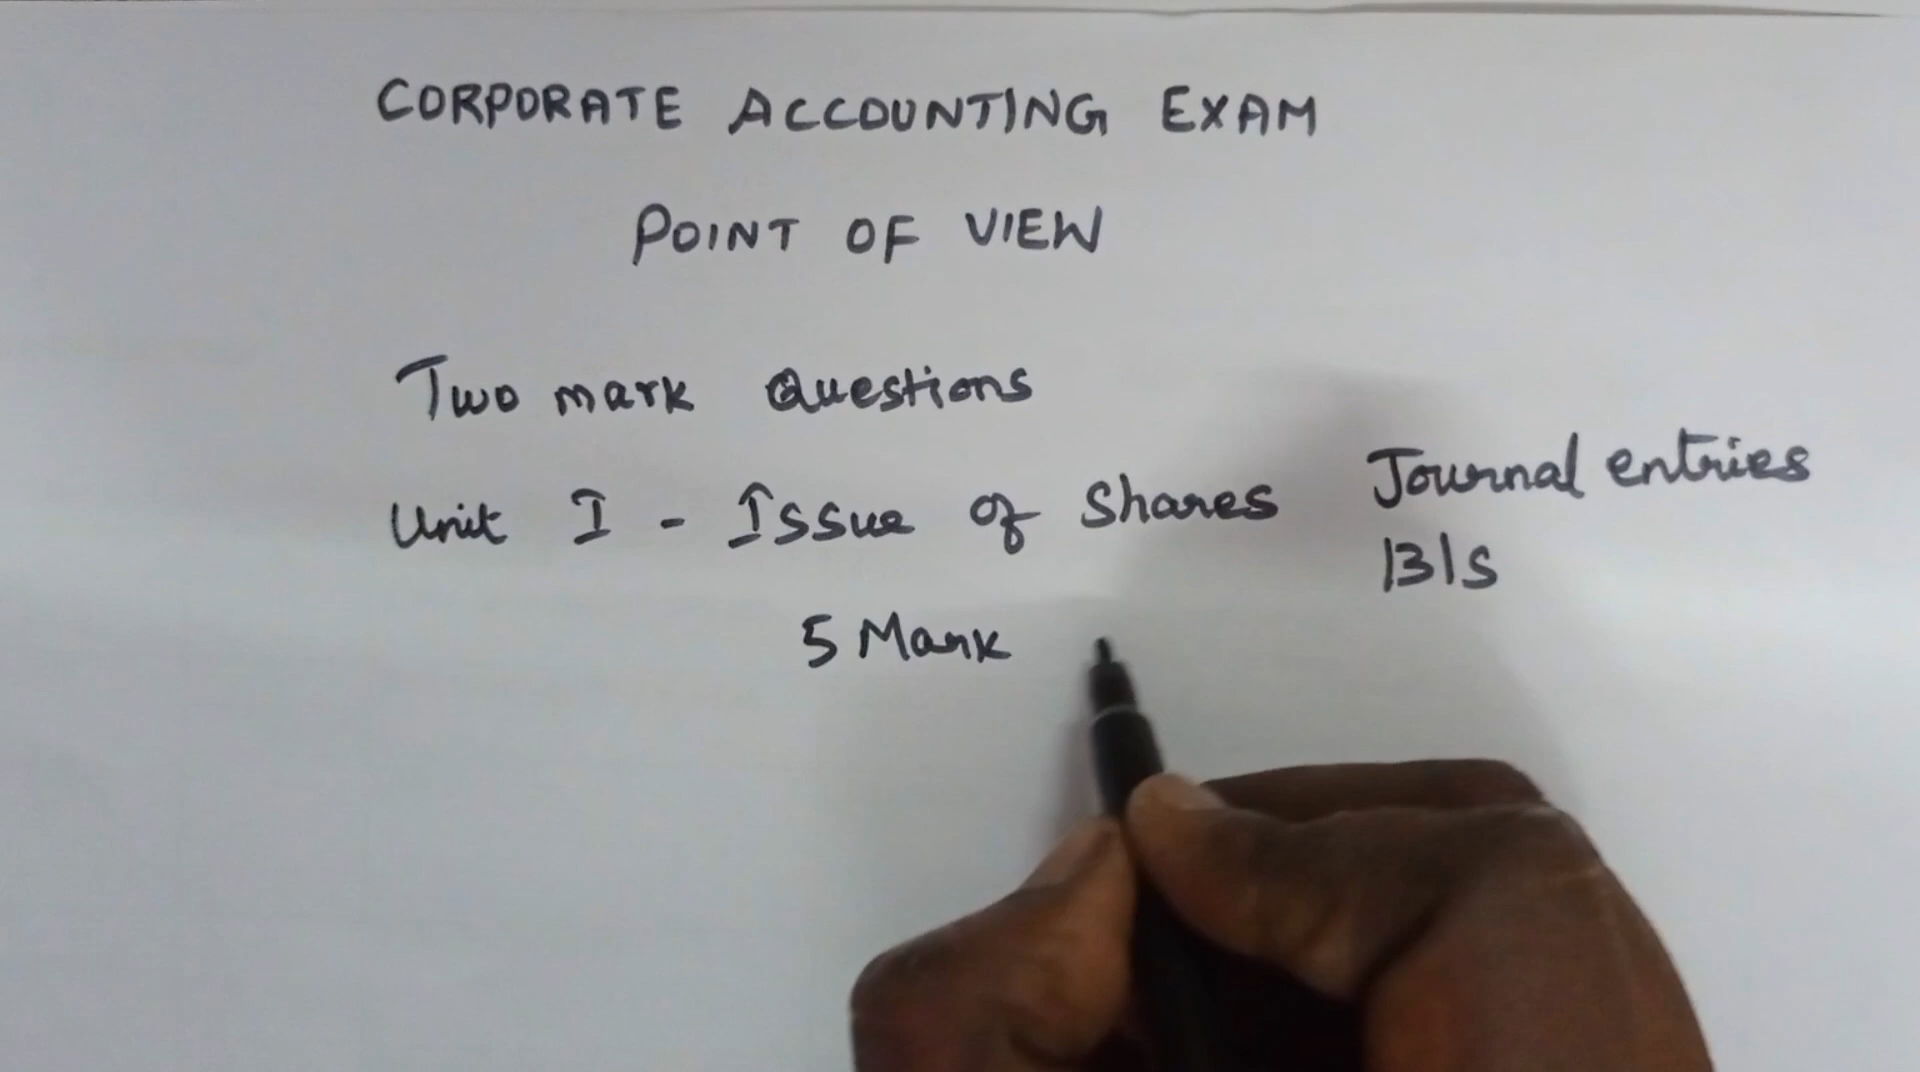 CORPORATE ACCOUNTING EXAM
POINT OF VIEW
Two mark Questions
Unit I - Issue of Shares Journal entries
B/S
5 Mark